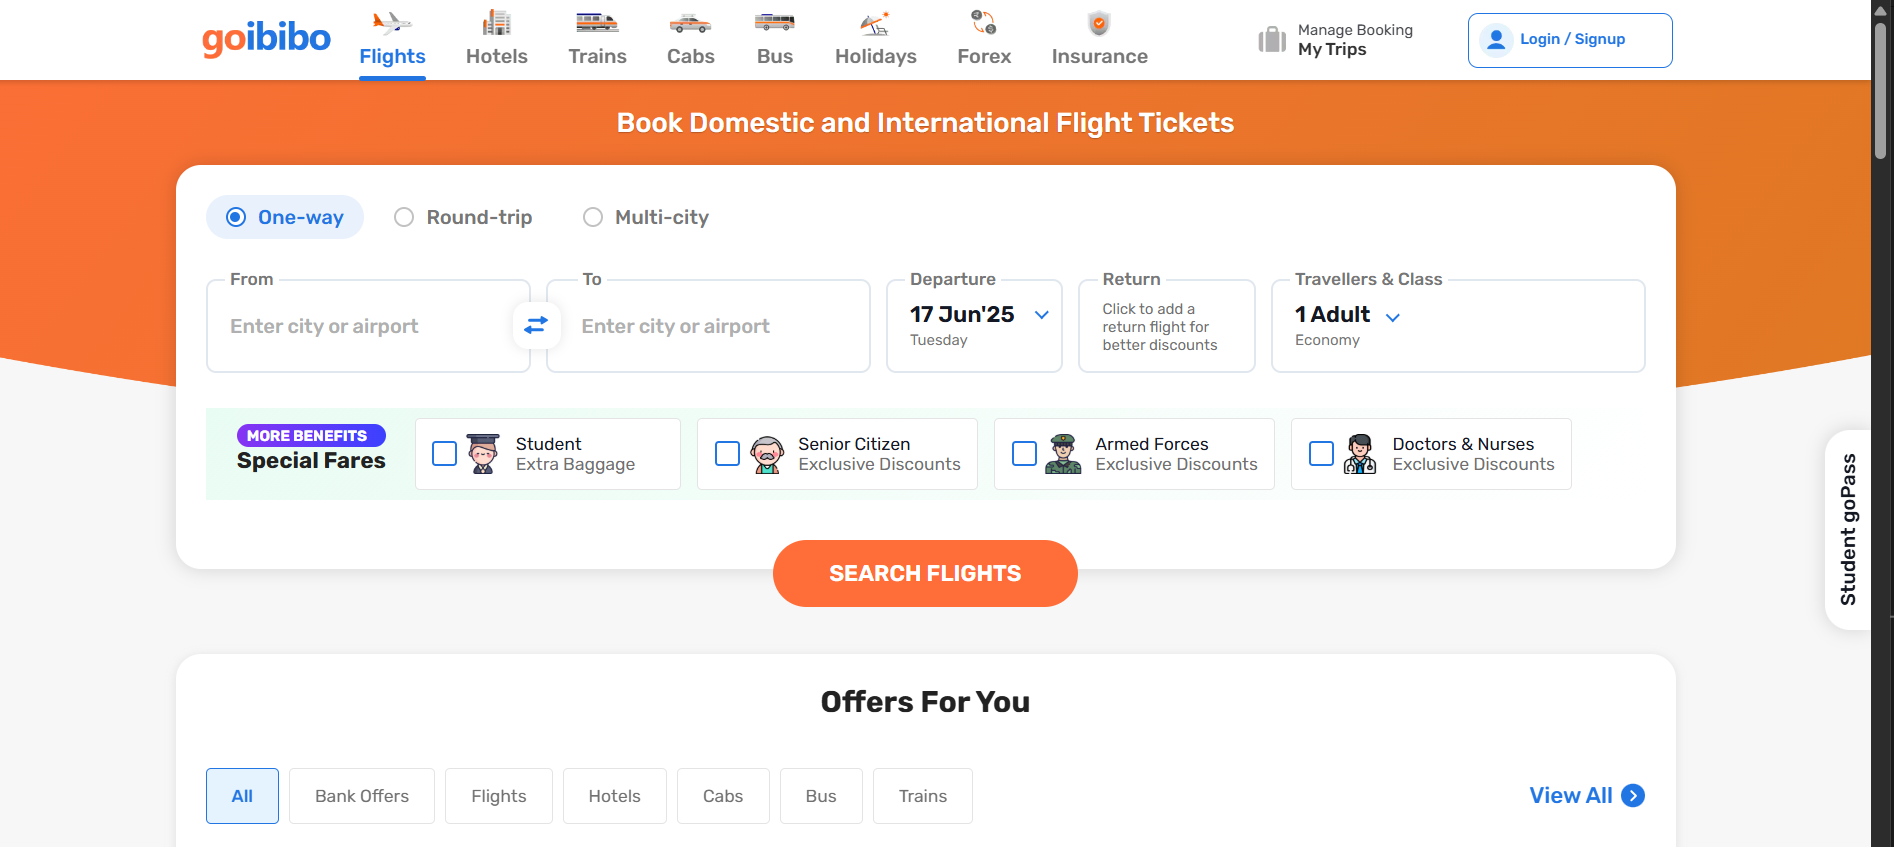 goibibo
Flights
Hotels
Trains
Cabs
Bus
Holidays
Forex
Insurance
Manage Booking
My Trips
Login / Signup
Book Domestic and International Flight Tickets
One-way
Round-trip
Multi-city
From
Enter city or airport
To
Enter city or airport
Departure
17 Jun'25
Tuesday
Return
Click to add a
return flight for
better discounts
Travellers & Class
1 Adult
Economy
MORE BENEFITS
Special Fares
Student
Extra Baggage
Senior Citizen
Exclusive Discounts
Armed Forces
Exclusive Discounts
Doctors & Nurses
Exclusive Discounts
SEARCH FLIGHTS
Student goPass
Offers For You
All
Bank Offers
Flights
Hotels
Cabs
Bus
Trains
View All